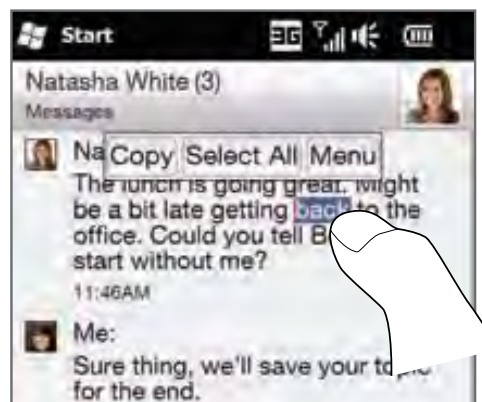 Start
3G
Natasha White (3)
Messages
Na
Copy Select All Menu
The lunch is going great. Might
be a bit late getting back to the
office. Could you tell B
start without me?
11:46AM
Me:
Sure thing, we'll save your
for the end.